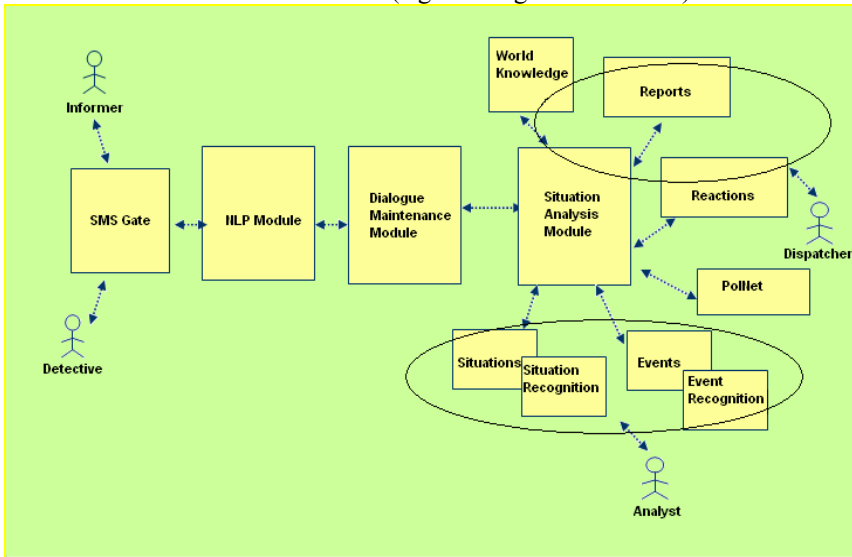 World
Knowledge
Reports
Informer
SMS Gate
NLP Module
Dialogue
Maintenance
Module
Situation
Analysis
Module
Reactions
Dispatcher
PolNet
Detective
Situations
Situation
Recognition
Events
Event
Recognition
Analyst